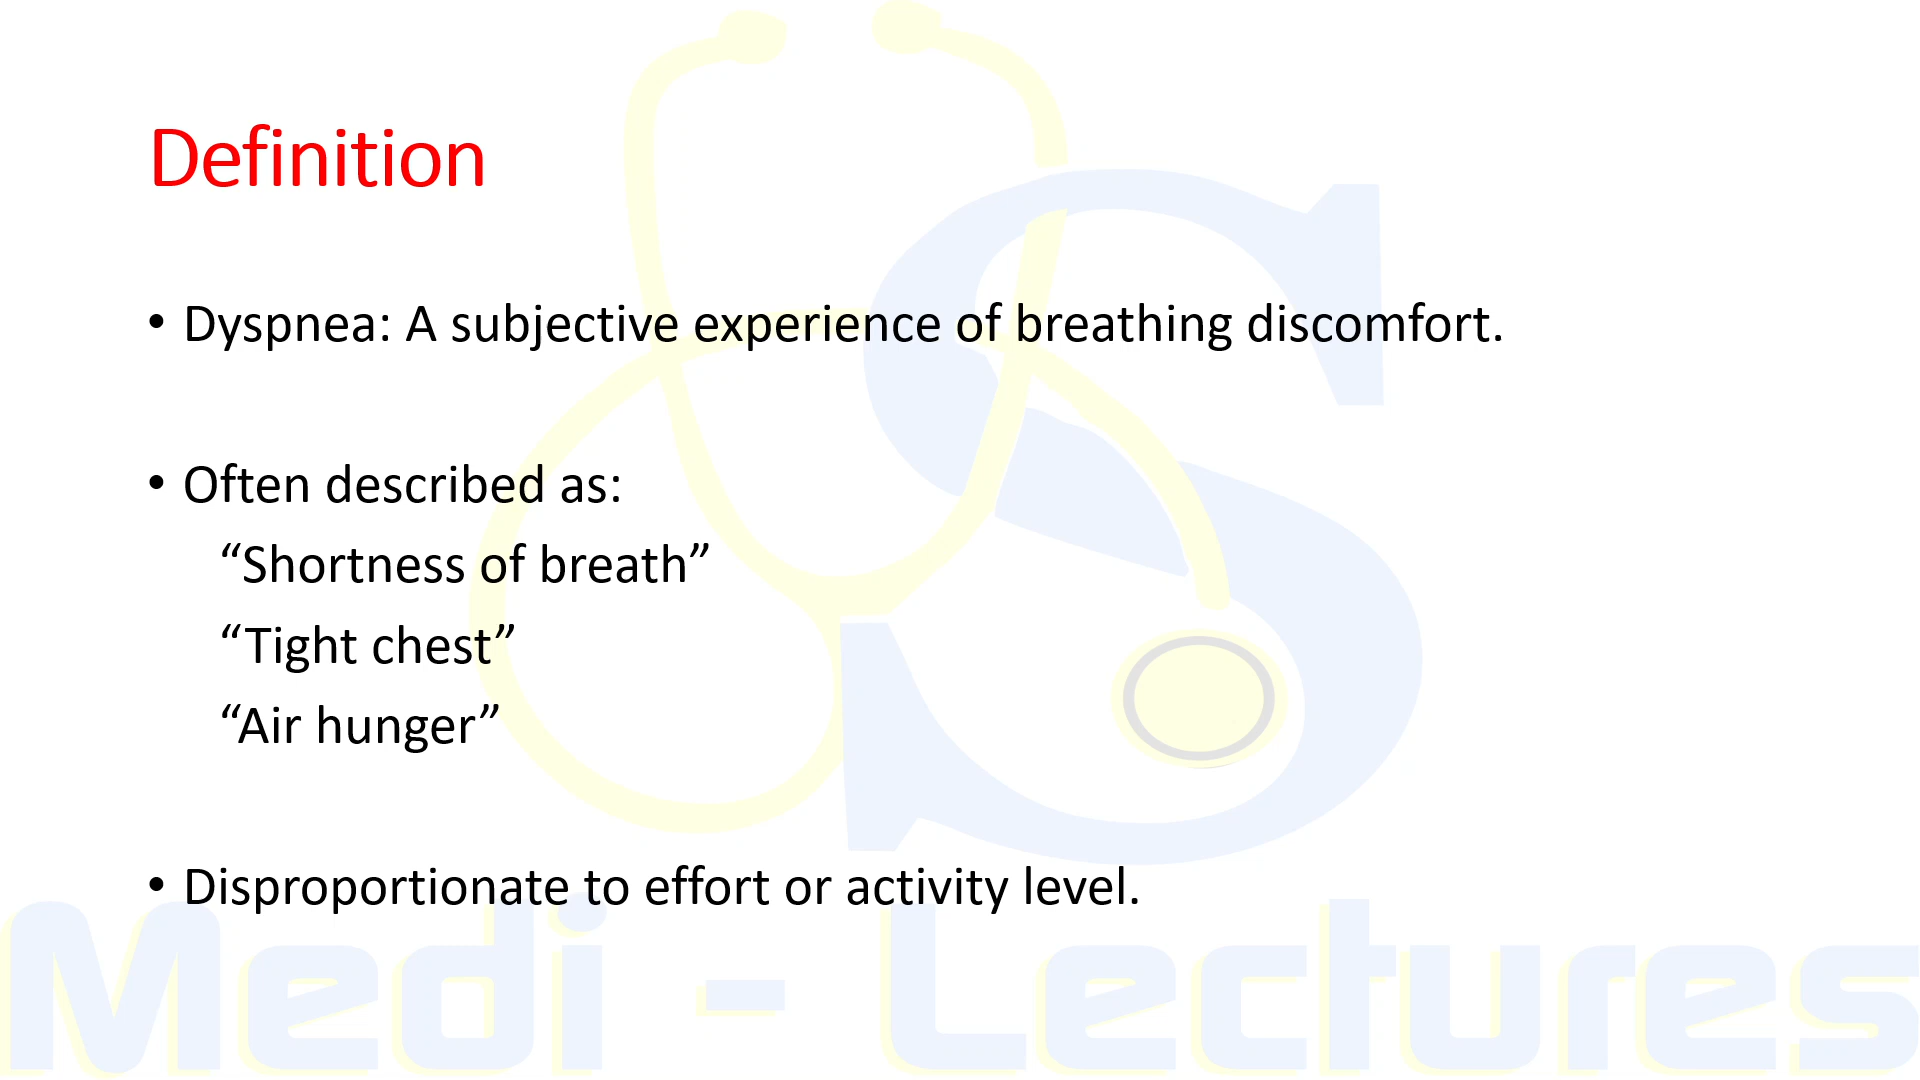 Definition
• Dyspnea: A subjective experience of breathing discomfort.
• Often described as:
“Shortness of breath”
“Tight chest”
“Air hunger”
• Disproportionate to effort or activity level.
S
Medi - Lectures